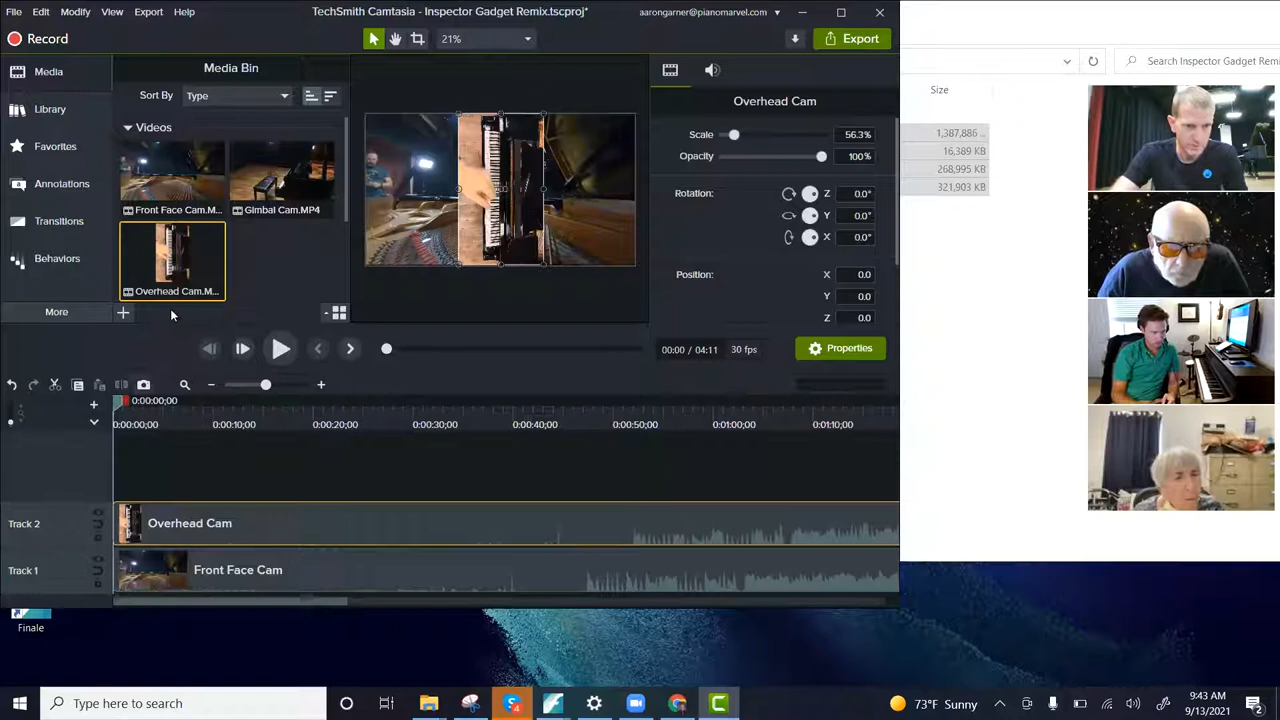 File Edit Modify View Export Help
TechSmith Camtasia - Inspector Gadget Remix.tscproj*
aarongarner@pianomarvel.com
Record
21%
Export
Media
Library
Favorites
Annotations
Transitions
Behaviors
More
Media Bin
Sort By Type
Videos
Front Face Cam.M...
Gimbal Cam.MP4
Overhead Cam.M...
Overhead Cam
Scale 56.3%
Opacity 100%
Rotation: Z 0.0°
Y 0.0°
X 0.0°
Position: X 0.0
Y 0.0
Z 0.0
00:00 / 04:11 30 fps
Properties
0:00:00;00
0:00:00;00 0:00:10;00 0:00:20;00 0:00:30;00 0:00:40;00 0:00:50;00 0:01:00;00 0:01:10;00
Track 2
Overhead Cam
Track 1
Front Face Cam
Search Inspector Gadget Remi
Size
1,387,886 ...
16,389 KB
268,995 KB
321,903 KB
Finale
Type here to search
4
73°F Sunny
9:43 AM
9/13/2021
2